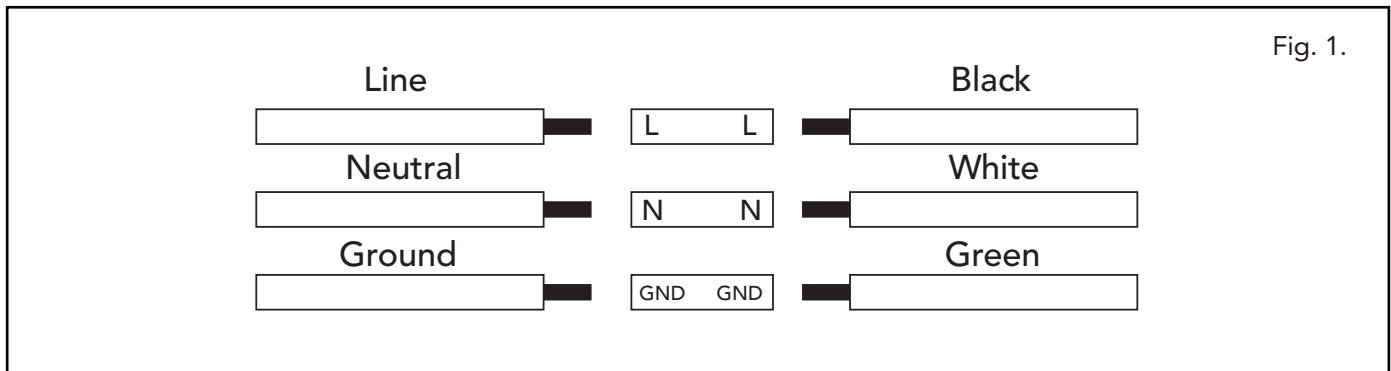 Fig. 1.
Line Black
L L
Neutral White
N N
Ground Green
GND GND